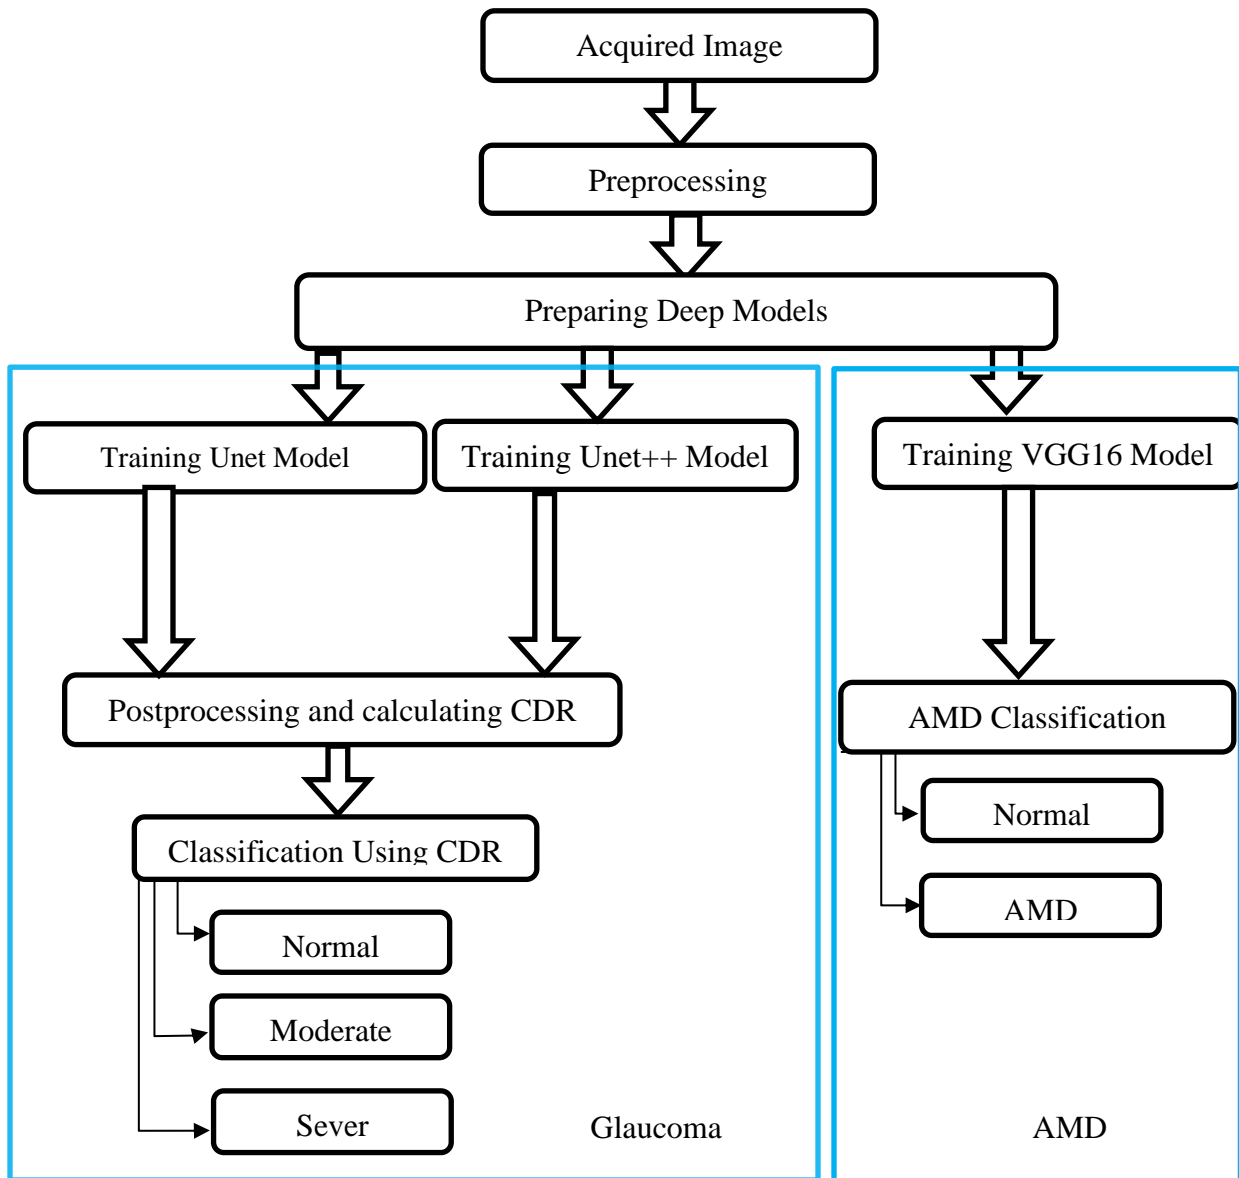 Acquired Image
Preprocessing
Preparing Deep Models
Training Unet Model
Training Unet++ Model
Training VGG16 Model
Postprocessing and calculating CDR
AMD Classification
Classification Using CDR
Normal
Moderate
Sever
Glaucoma
Normal
AMD
AMD